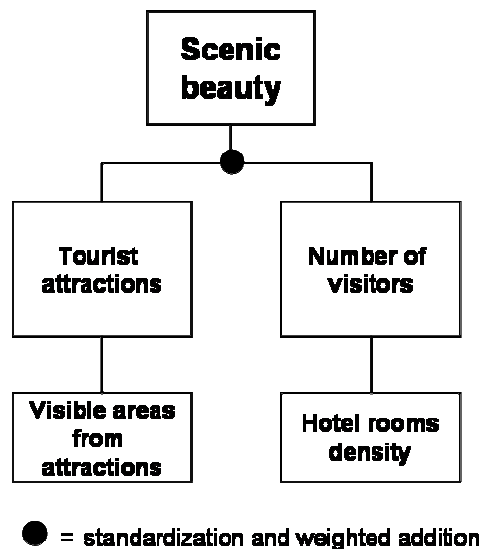 Scenic
beauty
Tourist
attractions
Number of
visitors
Visible areas
from
attractions
Hotel rooms
density
= standardization and weighted addition